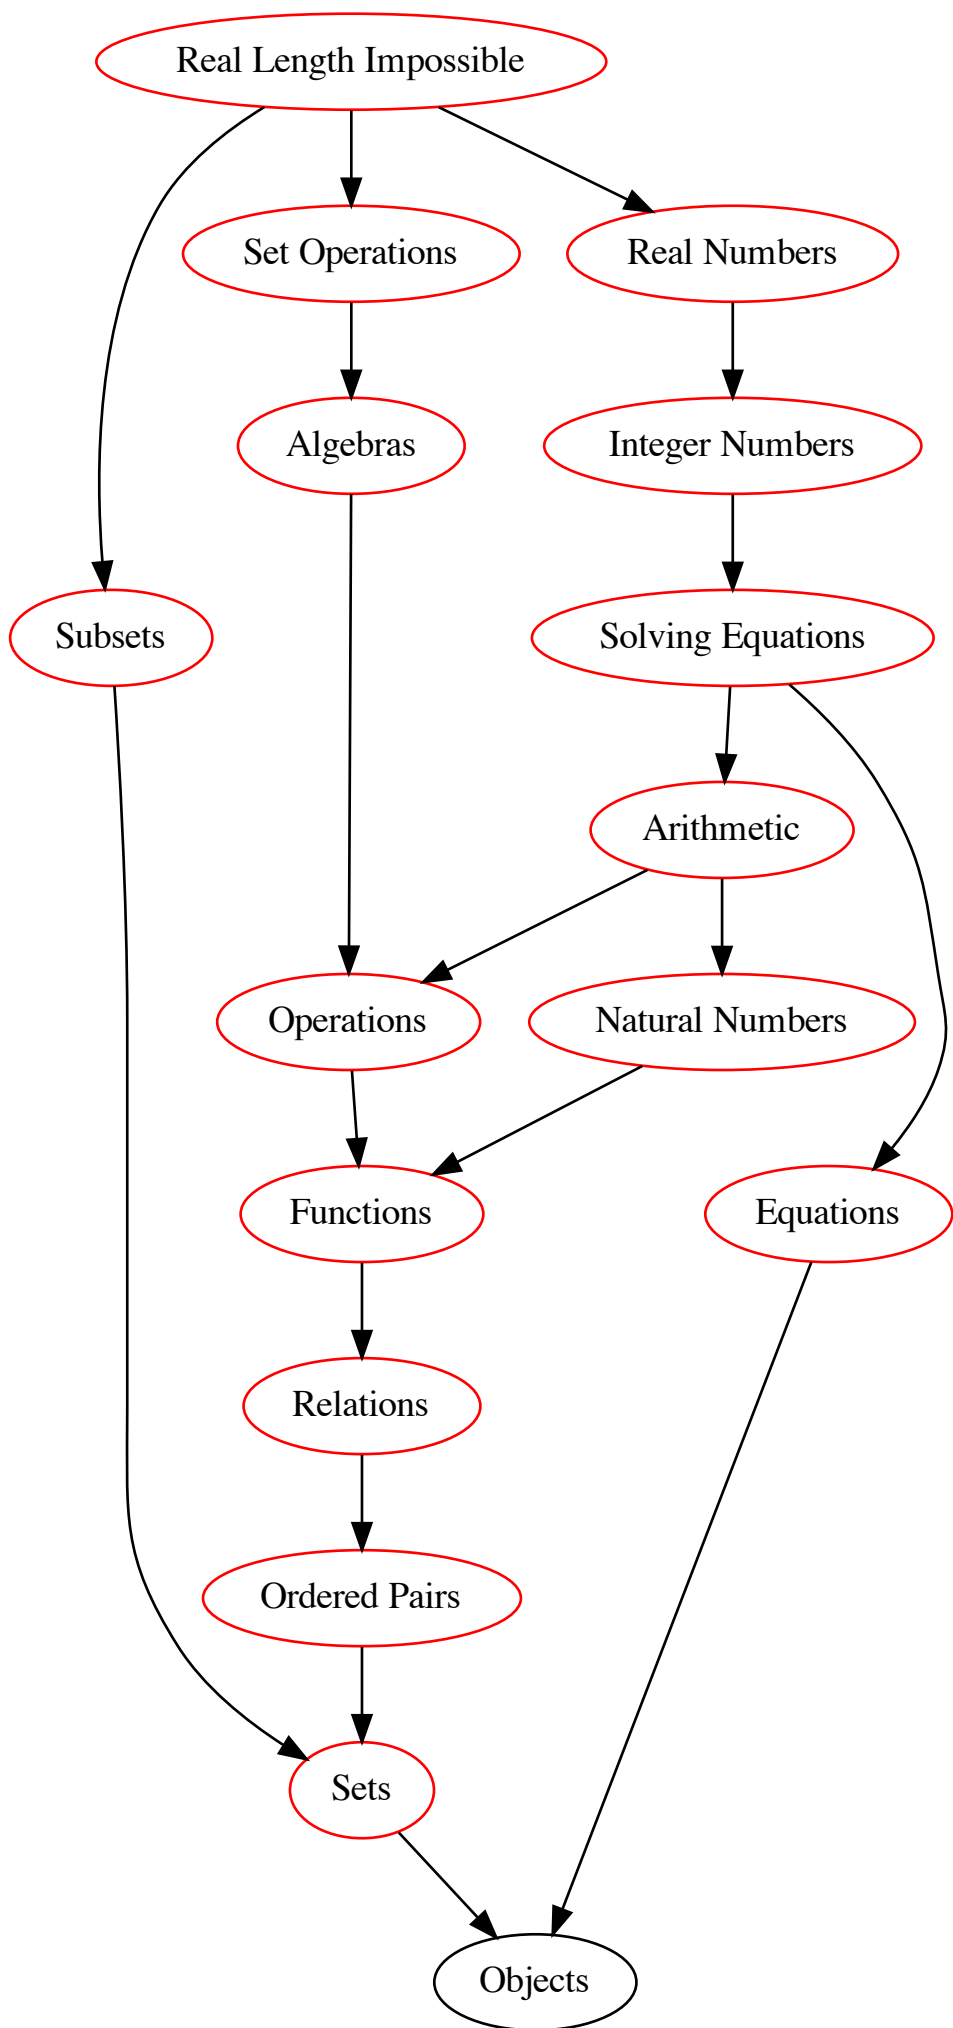 Real Length Impossible
Set Operations
Real Numbers
Algebras
Integer Numbers
Subsets
Solving Equations
Arithmetic
Operations
Natural Numbers
Functions
Equations
Relations
Ordered Pairs
Sets
Objects